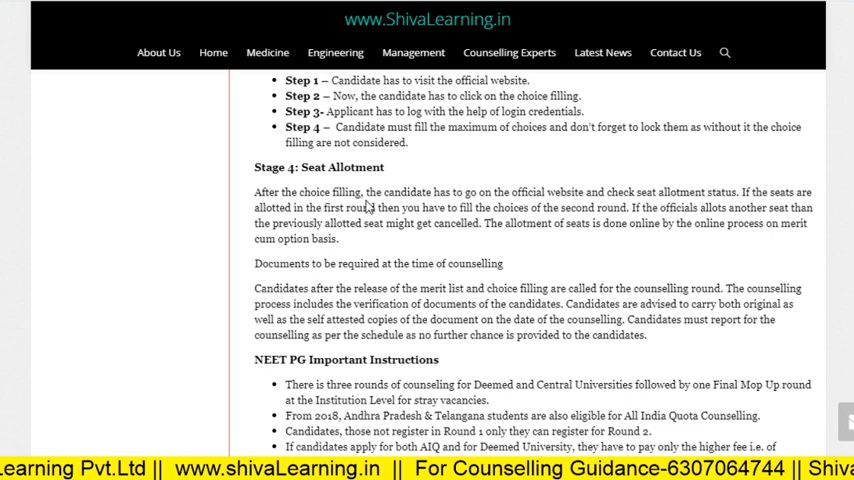 www.ShivaLearning.in
About Us Home Medicine Engineering Management Counselling Experts Latest News Contact Us
• Step 1 – Candidate has to visit the official website.
• Step 2 – Now, the candidate has to click on the choice filling.
• Step 3- Applicant has to log with the help of login credentials.
• Step 4 – Candidate must fill the maximum of choices and don't forget to lock them as without it the choice
filling are not considered.
Stage 4: Seat Allotment
After the choice filling, the candidate has to go on the official website and check seat allotment status. If the seats are
allotted in the first round then you have to fill the choices of the second round. If the officials allots another seat than
the previously allotted seat might get cancelled. The allotment of seats is done online by the online process on merit
cum option basis.
Documents to be required at the time of counselling
Candidates after the release of the merit list and choice filling are called for the counselling round. The counselling
process includes the verification of documents of the candidates. Candidates are advised to carry both original as
well as the self attested copies of the document on the date of the counselling. Candidates must report for the
counselling as per the schedule as no further chance is provided to the candidates.
NEET PG Important Instructions
• There is three rounds of counseling for Deemed and Central Universities followed by one Final Mop Up round
at the Institution Level for stray vacancies.
• From 2018, Andhra Pradesh & Telangana students are also eligible for All India Quota Counselling.
• Candidates, those not register in Round 1 only they can register for Round 2.
• If candidates apply for both AIQ and for Deemed University, they have to pay only the higher fee i.e. of
Learning Pvt.Ltd || www.shivaLearning.in || For Counselling Guidance-6307064744 || Shiva